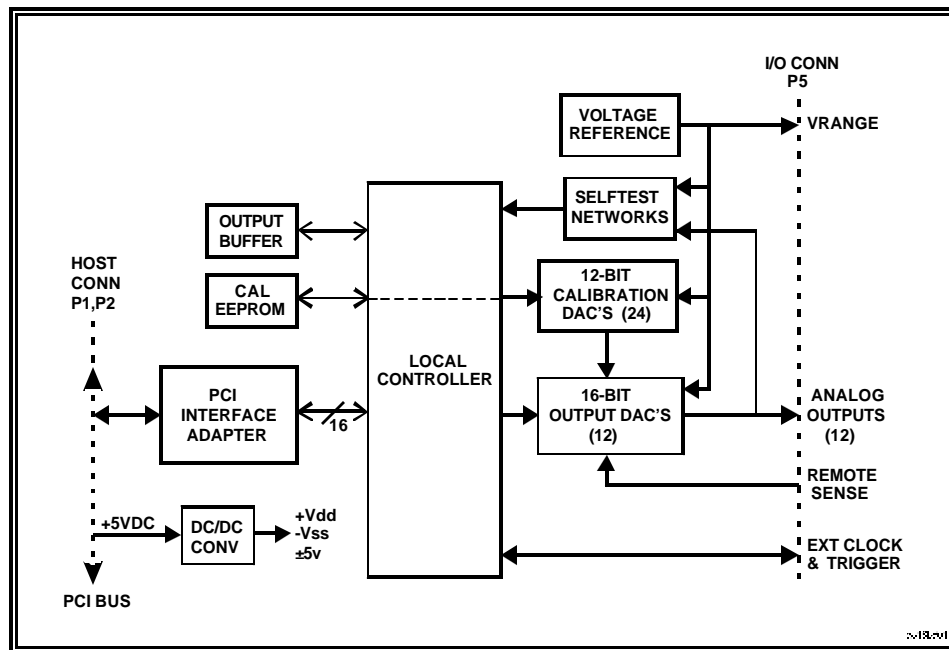 I/O CONN
P5
VOLTAGE
REFERENCE
VRANGE
SELFTEST
NETWORKS
OUTPUT
BUFFER
HOST
CONN
P1,P2
CAL
EEPROM
12-BIT
CALIBRATION
DAC'S (24)
LOCAL
CONTROLLER
PCI
INTERFACE
ADAPTER
16
16-BIT
OUTPUT DAC'S
(12)
ANALOG
OUTPUTS
(12)
REMOTE
SENSE
+5VDC
DC/DC
CONV
+Vdd
-Vss
±5v
EXT CLOCK
& TRIGGER
PCI BUS